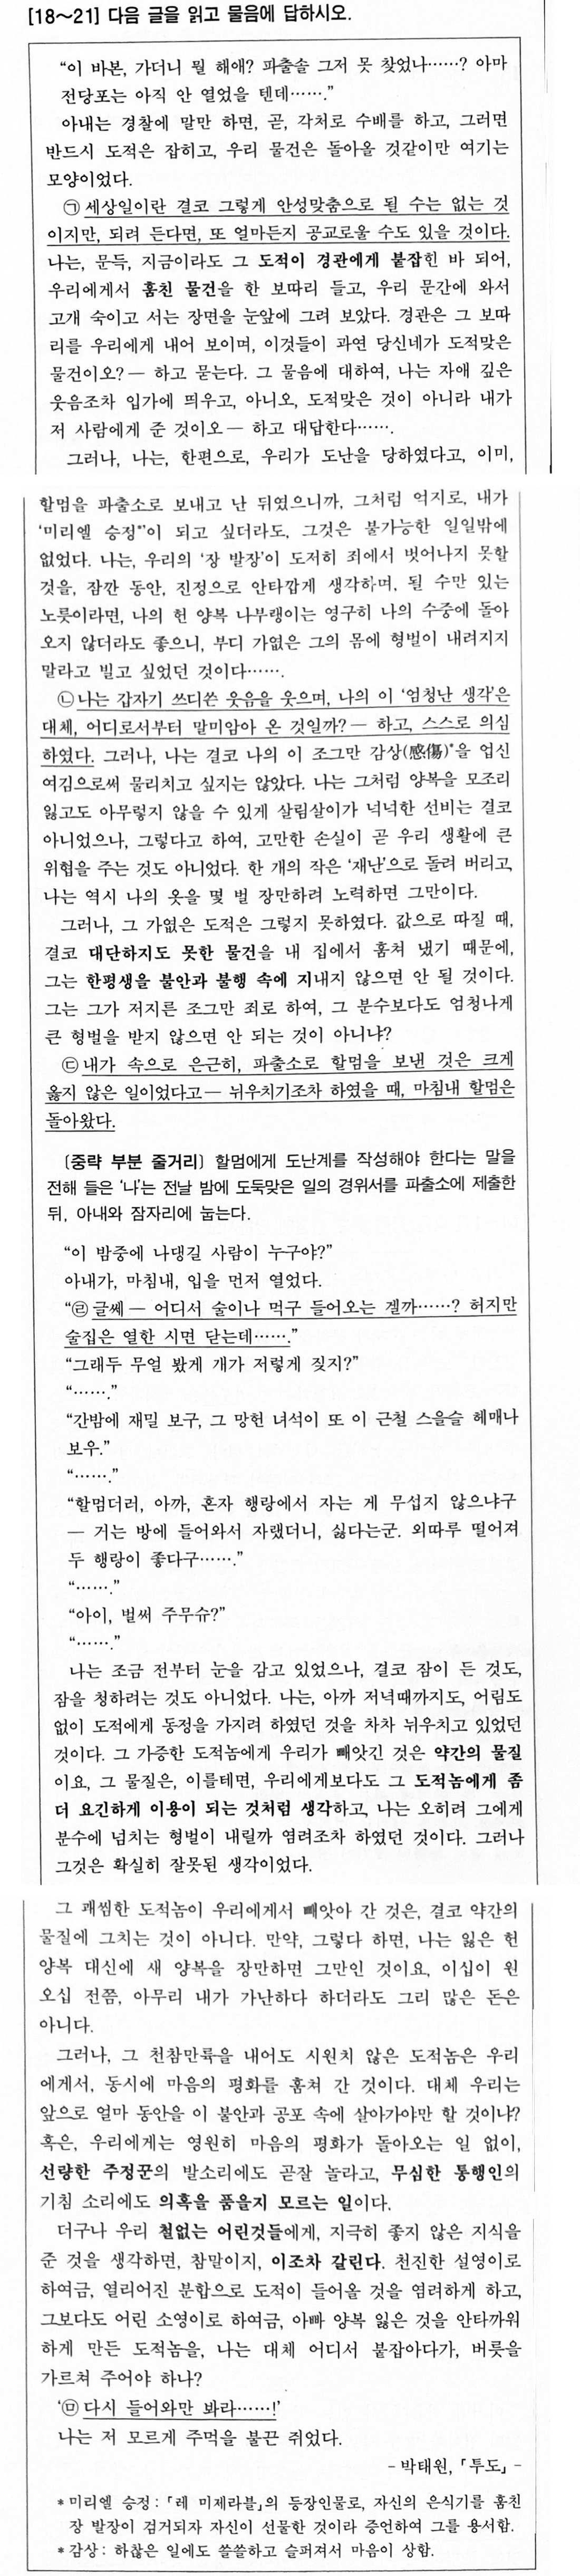 [18~21] 다음 글을 읽고 물음에 답하시오.
“이 바본, 가더니 뭘 해애? 파출솔 그저 못 찾었나……? 아마
전당포는 아직 안 열었을 텐데…….”
아내는 경찰에 말만 하면, 곧, 각처로 수배를 하고, 그러면
반드시 도적은 잡히고, 우리 물건은 돌아올 것같이만 여기는
모양이었다.
㉠ 세상일이란 결코 그렇게 안성맞춤으로 될 수는 없는 것
이지만, 되려 든다면, 또 얼마든지 공교로울 수도 있을 것이다.
나는, 문득, 지금이라도 그 도적이 경관에게 붙잡힌 바 되어,
우리에게서 훔친 물건을 한 보따리 들고, 우리 문간에 와서
고개 숙이고 서는 장면을 눈앞에 그려 보았다. 경관은 그 보따
리를 우리에게 내어 보이며, 이것들이 과연 당신네가 도적맞은
물건이오? ― 하고 묻는다. 그 물음에 대하여, 나는 자애 깊은
웃음조차 입가에 띄우고, 아니오, 도적맞은 것이 아니라 내가
저 사람에게 준 것이오 ― 하고 대답한다…….
그러나, 나는, 한편으로, 우리가 도난을 당하였다고, 이미,
할멈을 파출소로 보내고 난 뒤였으니까, 그처럼 억지로, 내가
‘미리엘 승정*’이 되고 싶더라도, 그것은 불가능한 일일밖에
없었다. 나는, 우리의 ‘장 발장’이 도저히 죄에서 벗어나지 못할
것을, 잠깐 동안, 진정으로 안타깝게 생각하며, 될 수만 있는
노릇이라면, 나의 헌 양복 나부랭이는 영구히 나의 수중에 돌아
오지 않더라도 좋으니, 부디 가엾은 그의 몸에 형벌이 내려지지
말라고 빌고 싶었던 것이다…….
㉡ 나는 갑자기 쓰디쓴 웃음을 웃으며, 나의 이 ‘엄청난 생각’은
대체, 어디로서부터 말미암아 온 것일까? ― 하고, 스스로 의심
하였다. 그러나, 나는 결코 나의 이 조그만 감상(感傷)*을 업신
여김으로써 물리치고 싶지는 않았다. 나는 그처럼 양복을 모조리
잃고도 아무렇지 않을 수 있게 살림살이가 넉넉한 선비는 결코
아니었으나, 그렇다고 하여, 고만한 손실이 곧 우리 생활에 큰
위협을 주는 것도 아니었다. 한 개의 작은 ‘재난’으로 돌려 버리고,
나는 역시 나의 옷을 몇 벌 장만하려 노력하면 그만이다.
그러나, 그 가엾은 도적은 그렇지 못하였다. 값으로 따질 때,
결코 대단하지도 못한 물건을 내 집에서 훔쳐 냈기 때문에,
그는 한평생을 불안과 불행 속에 지내지 않으면 안 될 것이다.
그는 그가 저지른 조그만 죄로 하여, 그 분수보다도 엄청나게
큰 형벌을 받지 않으면 안 되는 것이 아니냐?
㉢ 내가 속으로 은근히, 파출소로 할멈을 보낸 것은 크게
옳지 않은 일이었다고 ― 뉘우치기조차 하였을 때, 마침내 할멈은
돌아왔다.
[중략 부분 줄거리] 할멈에게 도난계를 작성해야 한다는 말을
전해 들은 ‘나’는 전날 밤에 도둑맞은 일의 경위서를 파출소에 제출한
뒤, 아내와 잠자리에 눕는다.
“이 밤중에 나댕길 사람이 누구야?”
아내가, 마침내, 입을 먼저 열었다.
“㉣ 글쎄 ― 어디서 술이나 먹구 들어오는 겔까……? 허지만
술집은 열한 시면 닫는데…….”
“그래두 무얼 봤게 개가 저렇게 짖지?”
“…….”
“간밤에 재밀 보구, 그 망헌 녀석이 또 이 근철 스을슬 헤매나
보우.”
“…….”
“할멈더러, 아까, 혼자 행랑에서 자는 게 무섭지 않으냐구
― 거는 방에 들어와서 자랬더니, 싫다는군. 외따루 떨어져
두 행랑이 좋다구…….”
“…….”
“아이, 벌써 주무슈?”
“…….”
나는 조금 전부터 눈을 감고 있었으나, 결코 잠이 든 것도,
잠을 청하려는 것도 아니었다. 나는, 아까 저녁때까지도, 어림도
없이 도적에게 동정을 가지려 하였던 것을 차차 뉘우치고 있었던
것이다. 그 가증한 도적놈에게 우리가 빼앗긴 것은 약간의 물질
이요, 그 물질은, 이를테면, 우리에게보다도 그 도적놈에게 좀
더 요긴하게 이용이 되는 것처럼 생각하고, 나는 오히려 그에게
분수에 넘치는 형벌이 내릴까 염려조차 하였던 것이다. 그러나
그것은 확실히 잘못된 생각이었다.
그 괘씸한 도적놈이 우리에게서 빼앗아 간 것은, 결코 약간의
물질에 그치는 것이 아니다. 만약, 그렇다 하면, 나는 잃은 헌
양복 대신에 새 양복을 장만하면 그만인 것이요, 이십이 원
오십 전쯤, 아무리 내가 가난하다 하더라도 그리 많은 돈은
아니다.
그러나, 그 천참만륙을 내어도 시원치 않은 도적놈은 우리
에게서, 동시에 마음의 평화를 훔쳐 간 것이다. 대체 우리는
앞으로 얼마 동안을 이 불안과 공포 속에 살아가야만 할 것이냐?
혹은, 우리에게는 영원히 마음의 평화가 돌아오는 일 없이,
선량한 주정꾼의 발소리에도 곧잘 놀라고, 무심한 통행인의
기침 소리에도 의혹을 품을지 모르는 일이다.
더구나 우리 철없는 어린것들에게, 지극히 좋지 않은 지식을
준 것을 생각하면, 참말이지, 이조차 갈린다. 천진한 설영이로
하여금, 열리어진 분합으로 도적이 들어올 것을 염려하게 하고,
그보다도 어린 소영이로 하여금, 아빠 양복 잃은 것을 안타까워
하게 만든 도적놈을, 나는 대체 어디서 붙잡아다가, 버릇을
가르쳐 주어야 하나?
‘㉤ 다시 들어와만 봐라……!’
나는 저 모르게 주먹을 불끈 쥐었다.
- 박태원, 「투도」 -
* 미리엘 승정 : 「레 미제라블」의 등장인물로, 자신의 은식기를 훔친
장 발장이 검거되자 자신이 선물한 것이라 증언하여 그를 용서함.
* 감상 : 하찮은 일에도 쓸쓸하고 슬퍼져서 마음이 상함.